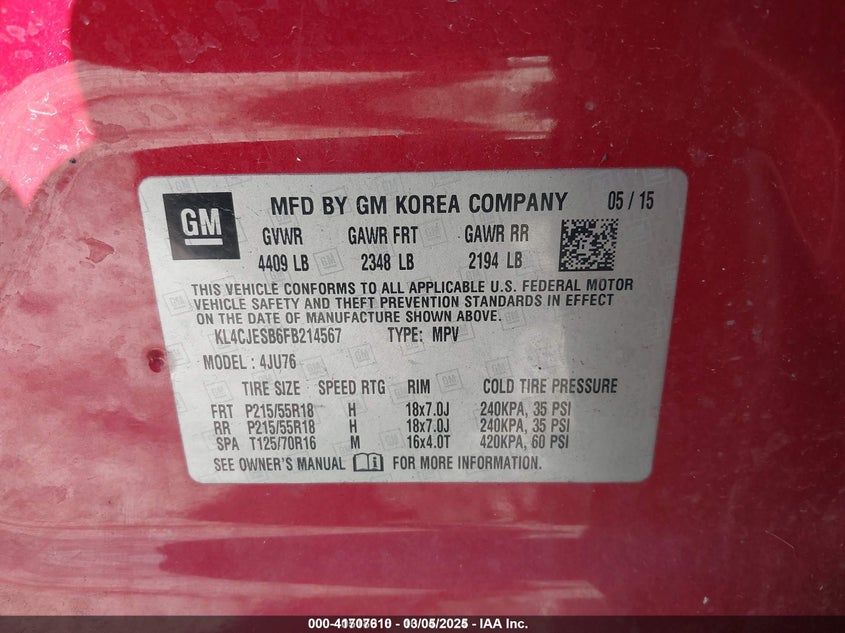 GM MFD BY GM KOREA COMPANY 05 / 15
GVWR GAWR FRT GAWR RR
4409 LB 2348 LB 2194 LB
THIS VEHICLE CONFORMS TO ALL APPLICABLE U.S. FEDERAL MOTOR
VEHICLE SAFETY AND THEFT PREVENTION STANDARDS IN EFFECT
ON THE DATE OF MANUFACTURE SHOWN ABOVE.
KL4CJESB6FB214567 TYPE: MPV
MODEL : 4JU76
TIRE SIZE SPEED RTG RIM COLD TIRE PRESSURE
FRT P215/55R18 H 18x7.0J 240KPA, 35 PSI
RR P215/55R18 H 18x7.0J 240KPA, 35 PSI
SPA T125/70R16 M 16x4.0T 420KPA, 60 PSI
SEE OWNER'S MANUAL FOR MORE INFORMATION.
- IAA Inc.